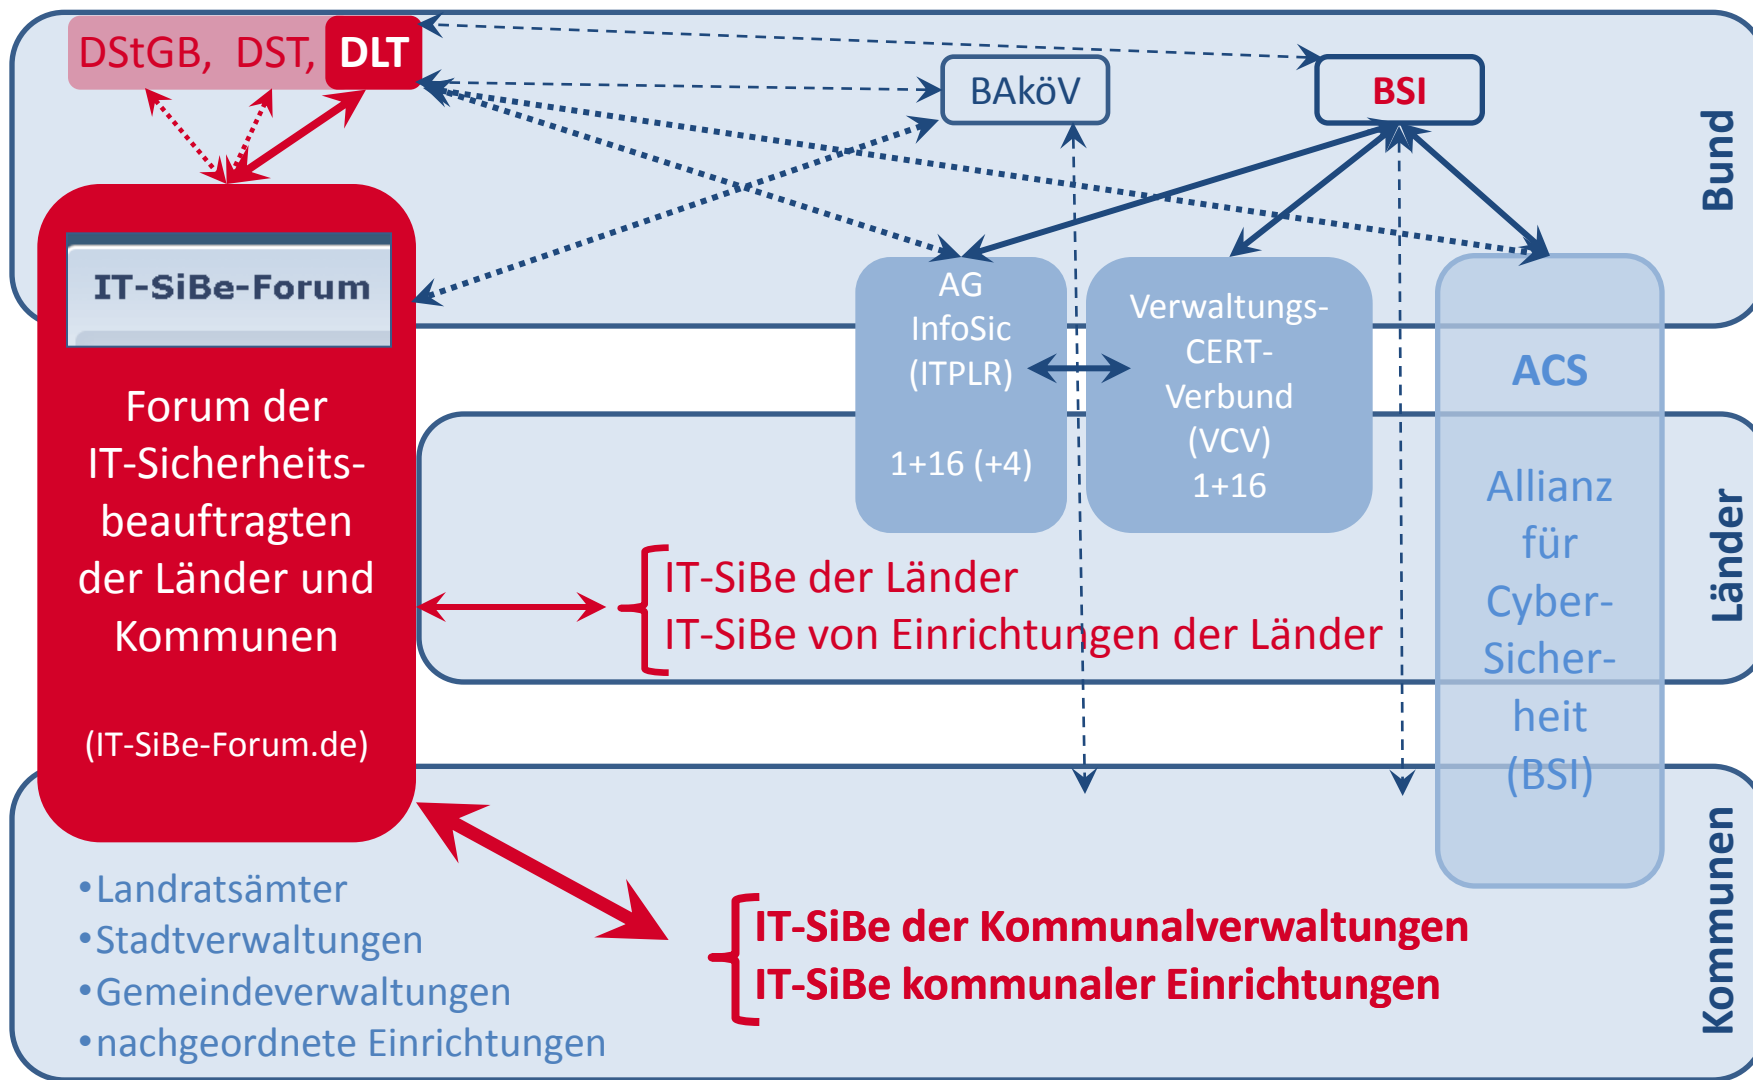 DStGB, DST, DLT
BAköV
BSI
Bund
IT-SiBe-Forum
Forum der
IT-Sicherheits-
beauftragten
der Länder und
Kommunen
(IT-SiBe-Forum.de)
AG
InfoSic
(ITPLR)
1+16 (+4)
Verwaltungs-
CERT-
Verbund
(VCV)
1+16
ACS
Allianz
für
Cyber-
Sicher-
heit
(BSI)
Länder
IT-SiBe der Länder
IT-SiBe von Einrichtungen der Länder
Kommunen
•Landratsämter
•Stadtverwaltungen
•Gemeindeverwaltungen
•nachgeordnete Einrichtungen
IT-SiBe der Kommunalverwaltungen
IT-SiBe kommunaler Einrichtungen